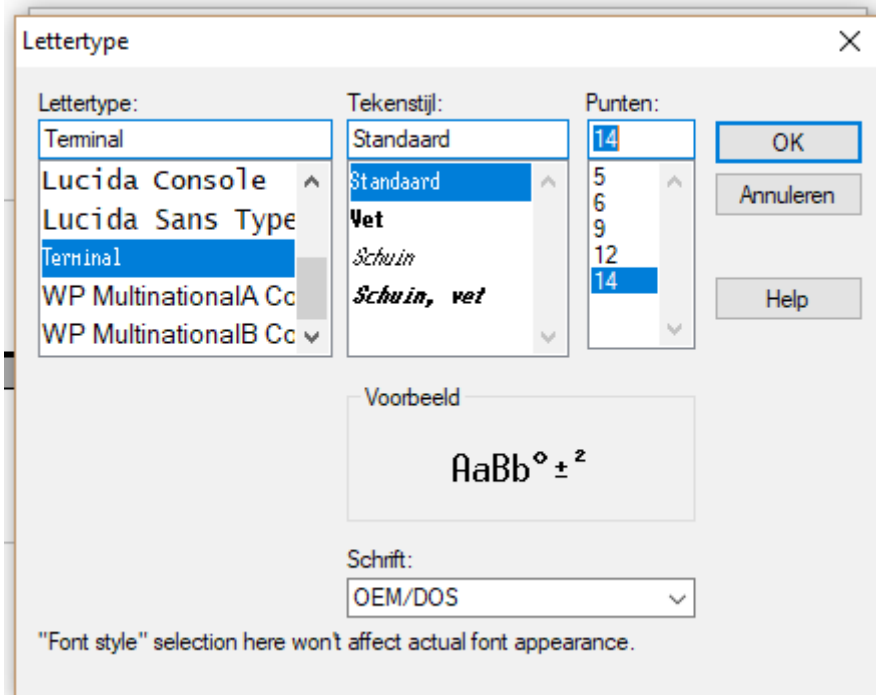 Lettertype
Lettertype: Tekenstijl: Punten:
Terminal Standaard 14 OK
Lucida Console Standaard 5
Lucida Sans Type Vet 6 Annuleren
Terminal Schuin 9
WP MultinationalA Co Schuin, vet 12
WP MultinationalB Co 14 Help
Voorbeeld
AaBb°±²
Schrift:
OEM/DOS
"Font style" selection here won't affect actual font appearance.